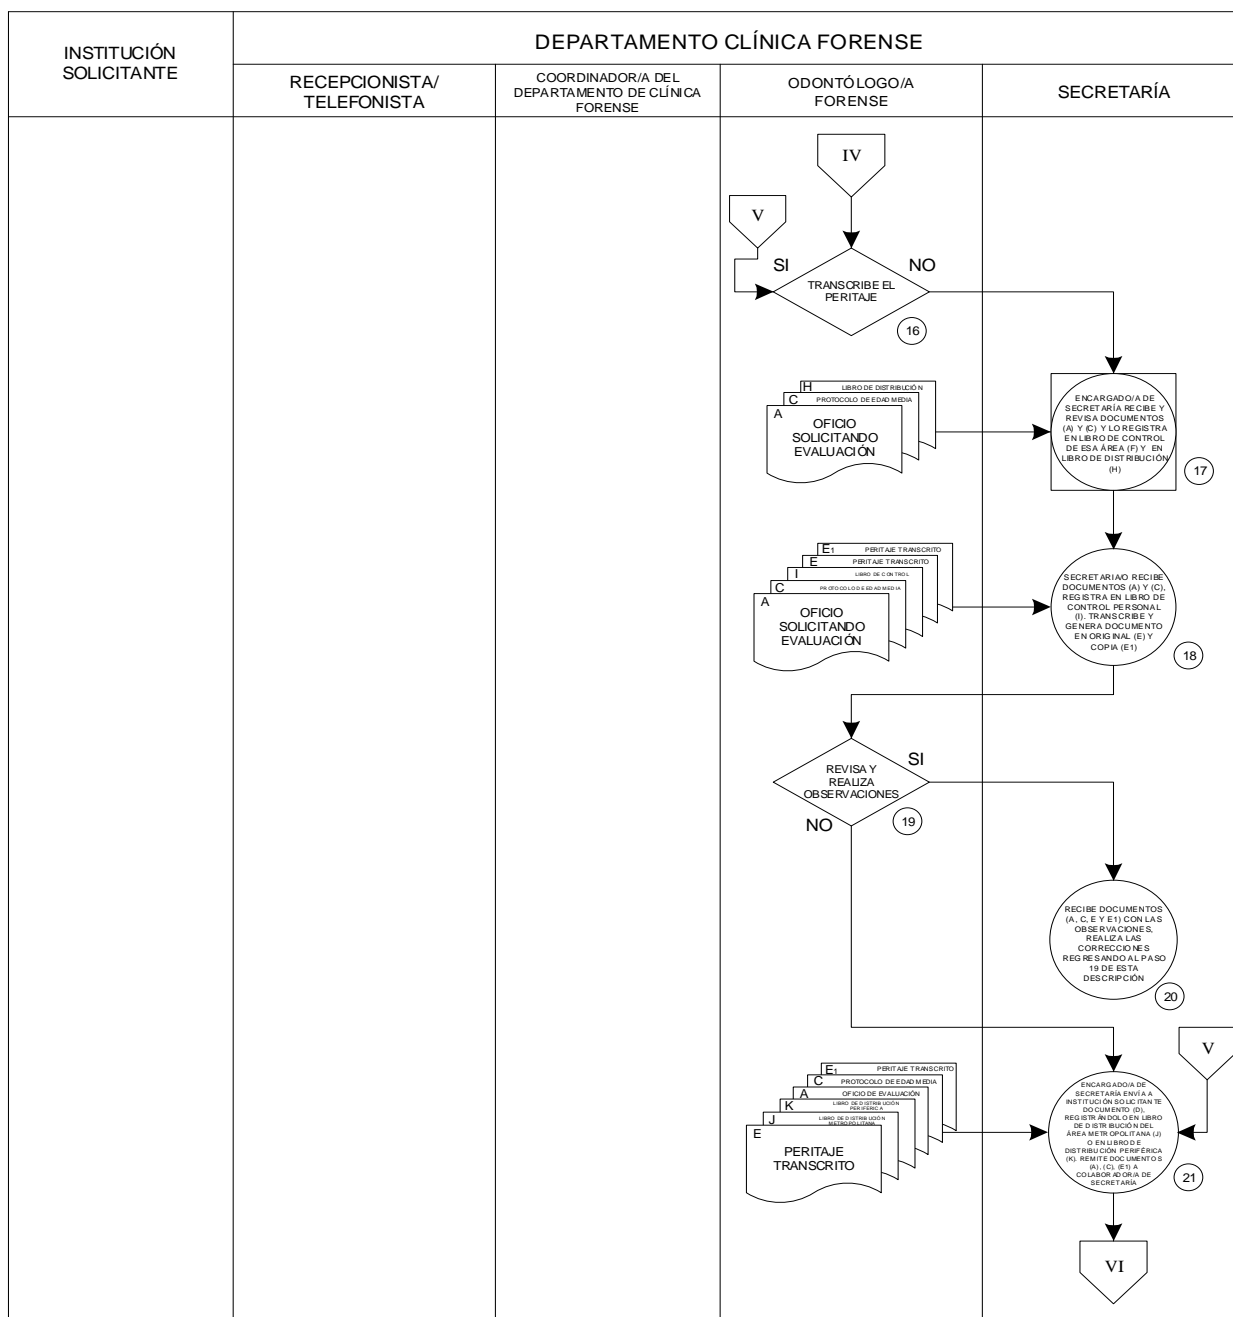 INSTITUCIÓN
SOLICITANTE
DEPARTAMENTO CLÍNICA FORENSE
RECEPCIONISTA/
TELEFONISTA
COORDINADOR/A DEL
DEPARTAMENTO DE CLÍNICA
FORENSE
ODONTÓLOGO/A
FORENSE
SECRETARÍA
IV
V
SI
NO
TRANSCRIBE EL
PERITAJE
16
H
LIBRO DE DISTRIBUCIÓN
C
PROTOCOLO DE EDAD MEDIA
A
OFICIO
SOLICITANDO
EVALUACIÓN
ENCARGADO/A DE
SECRETARÍA RECIBE Y
REVISA DOCUMENTOS
(A) Y (C) Y LO REGISTRA
EN LIBRO DE CONTROL
DE ESA ÁREA (F) Y EN
LIBRO DE DISTRIBUCIÓN
(H)
17
E1
PERITAJE TRANSCRITO
E
PERITAJE TRANSCRITO
I
LIBRO DE CONTROL
C
PROTOCOLO DE EDAD MEDIA
A
OFICIO
SOLICITANDO
EVALUACIÓN
SECRETARIA/O RECIBE
DOCUMENTOS (A) Y (C),
REGISTRA EN LIBRO DE
CONTROL PERSONAL
(I). TRANSCRIBE Y
GENERA DOCUMENTO
EN ORIGINAL (E) Y
COPIA (E1)
18
REVISA Y
REALIZA
OBSERVACIONES
SI
NO
19
RECIBE DOCUMENTOS
(A, C, E Y E1) CON LAS
OBSERVACIONES,
REALIZA LAS
CORRECCIONES
REGRESANDO AL PASO
19 DE ESTA
DESCRIPCIÓN
20
V
E1
PERITAJE TRANSCRITO
C
PROTOCOLO DE EDAD MEDIA
A
OFICIO DE EVALUACIÓN
K
LIBRO DE DISTRIBUCIÓN
PERIFÉRICA
J
LIBRO DE DISTRIBUCIÓN
METROPOLITANA
E
PERITAJE
TRANSCRITO
ENCARGADO/A DE
SECRETARÍA ENVÍA A
INSTITUCIÓN SOLICITANTE
DOCUMENTO (D),
REGISTRÁNDOLO EN LIBRO
DE DISTRIBUCIÓN DEL
ÁREA METROPOLITANA (J)
O EN LIBRO DE
DISTRIBUCIÓN PERIFÉRICA
(K). REMITE DOCUMENTOS
(A), (C), (E1) A
COLABORADOR/A DE
SECRETARÍA
21
VI